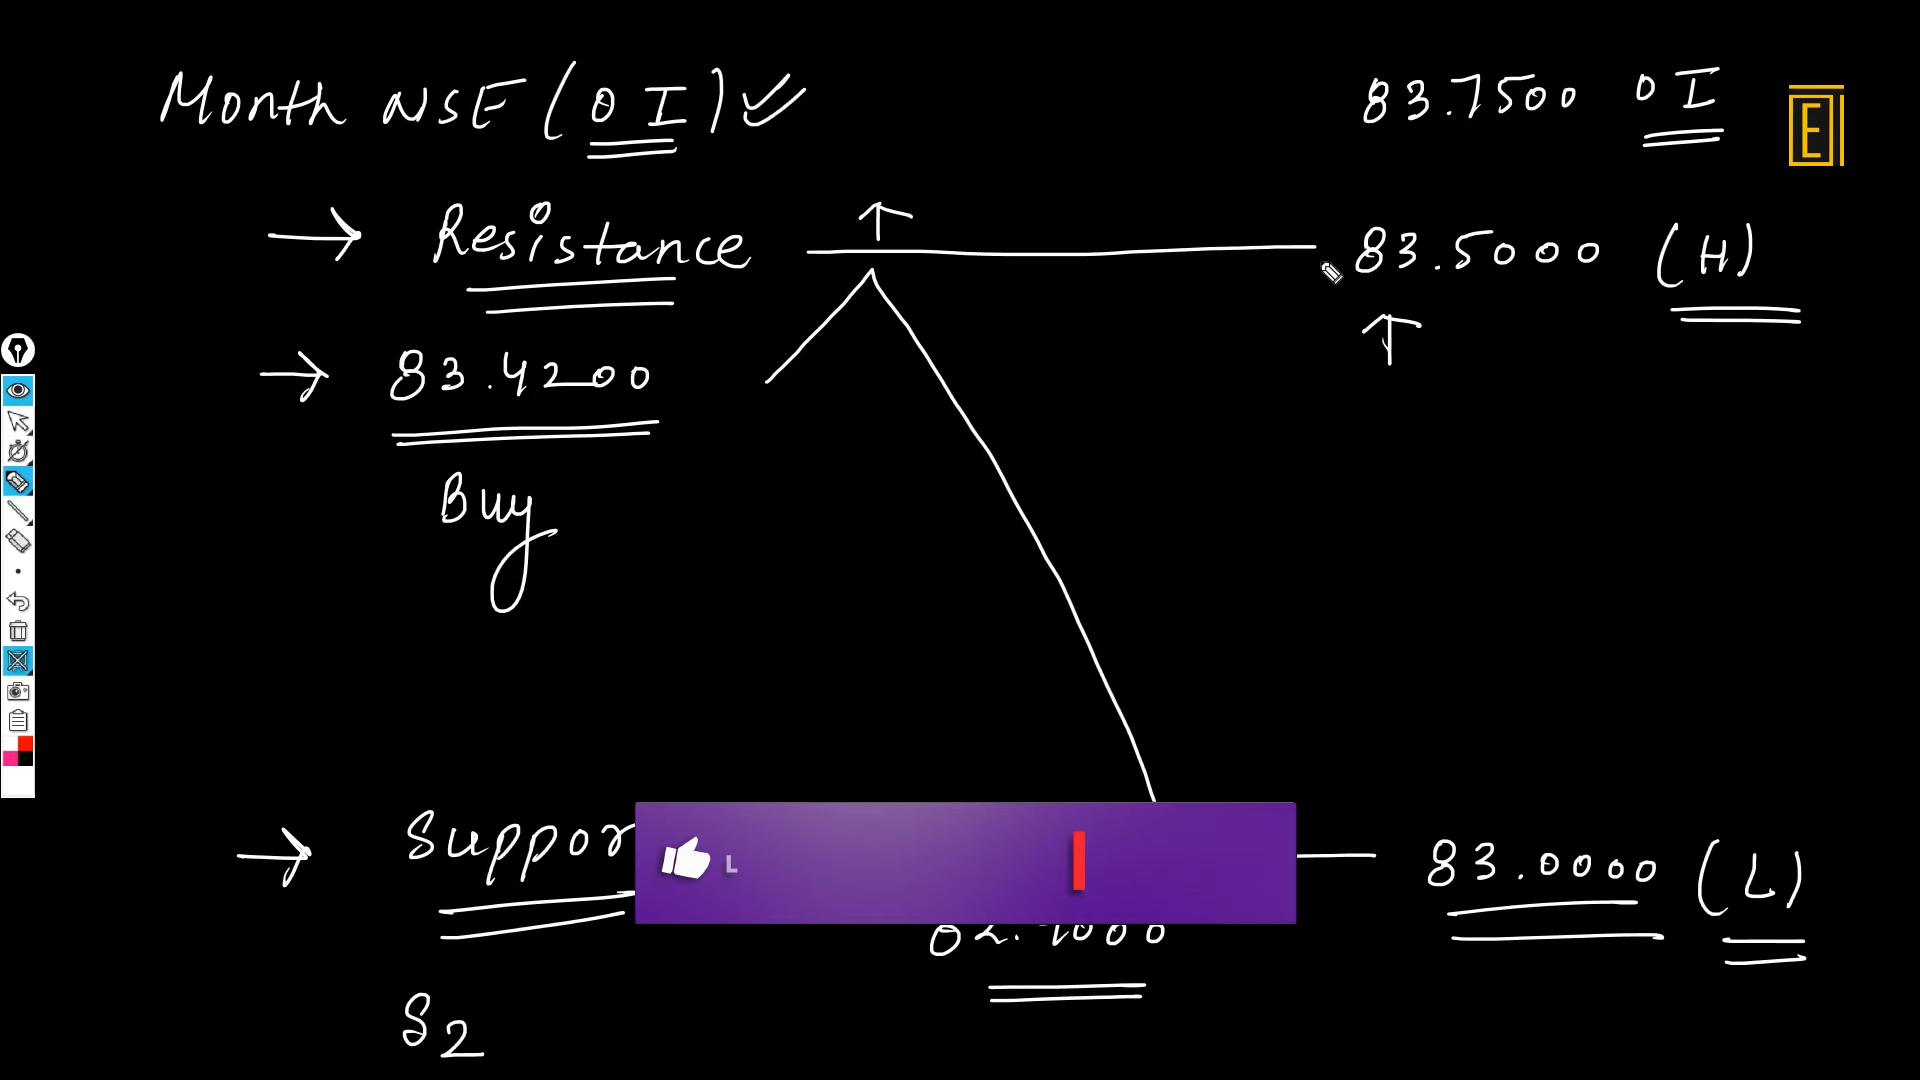 Month NSE (OI)
83.7500 OI
E
Resistance
83.5000 (H)
83.4200
Buy
Suppor
83.0000 (L)
L
S2